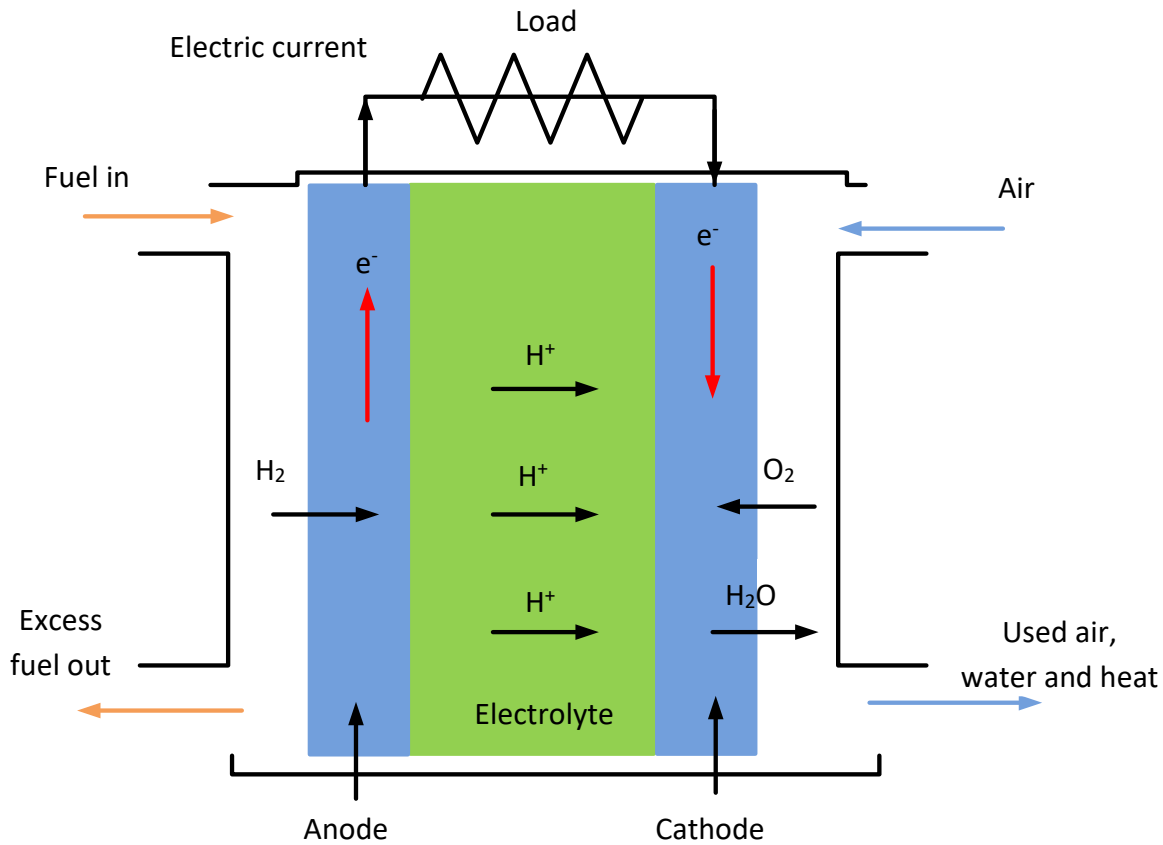 Load
Electric current
Fuel in
Air
e⁻
e⁻
H⁺
H₂
H⁺
O₂
H⁺
H₂O
Excess
fuel out
Used air,
water and heat
Electrolyte
Anode
Cathode